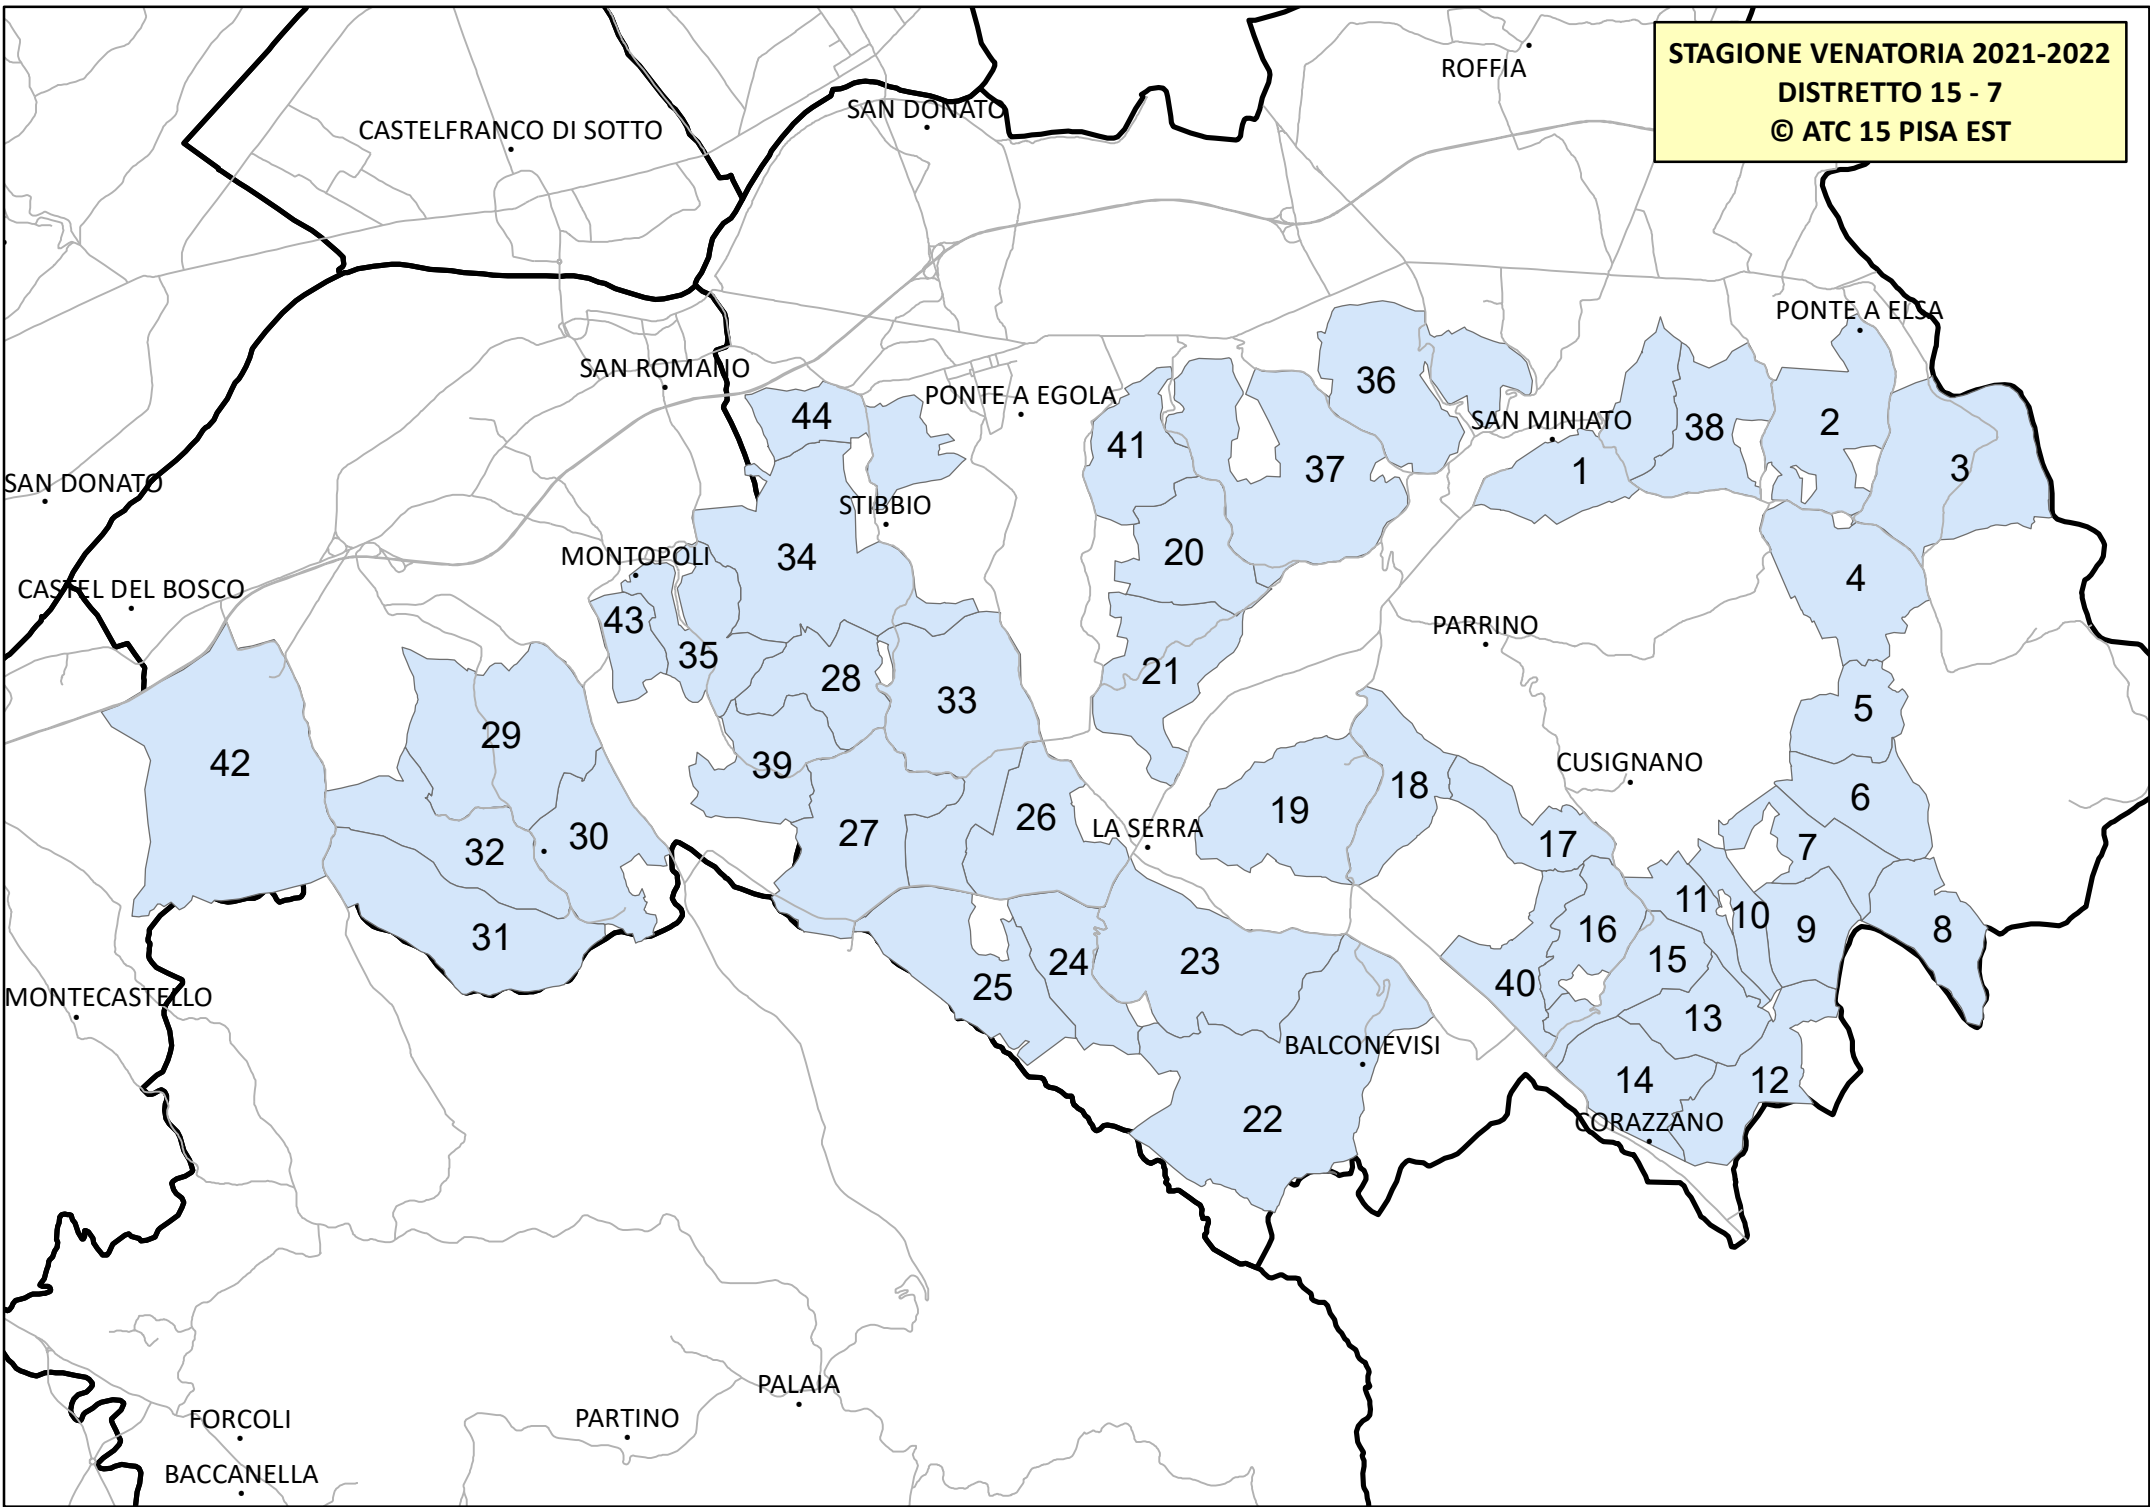 STAGIONE VENATORIA 2021-2022
DISTRETTO 15 - 7
© ATC 15 PISA EST
ROFFIA
SAN DONATO
CASTELFRANCO DI SOTTO
PONTE A ELSA
SAN ROMANO
PONTE A EGOLA
36
44
SAN MINIATO
38
2
41
37
1
3
SAN DONATO
STIBBIO
MONTOPOLI
34
20
4
CASTEL DEL BOSCO
43
PARRINO
35
28
21
33
5
29
42
39
CUSIGNANO
18
6
19
26
LA SERRA
27
30
32
17
7
11
10
9
16
8
31
23
24
15
25
40
MONTECASTELLO
13
BALCONEVISI
14
12
22
CORAZZANO
PALAIA
FORCOLI
PARTINO
BACCANELLA